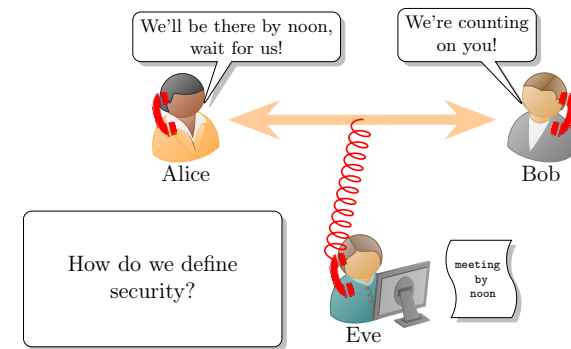 We'll be there by noon,
wait for us!
We're counting
on you!
Alice
Bob
How do we define
security?
meeting
by
noon
Eve